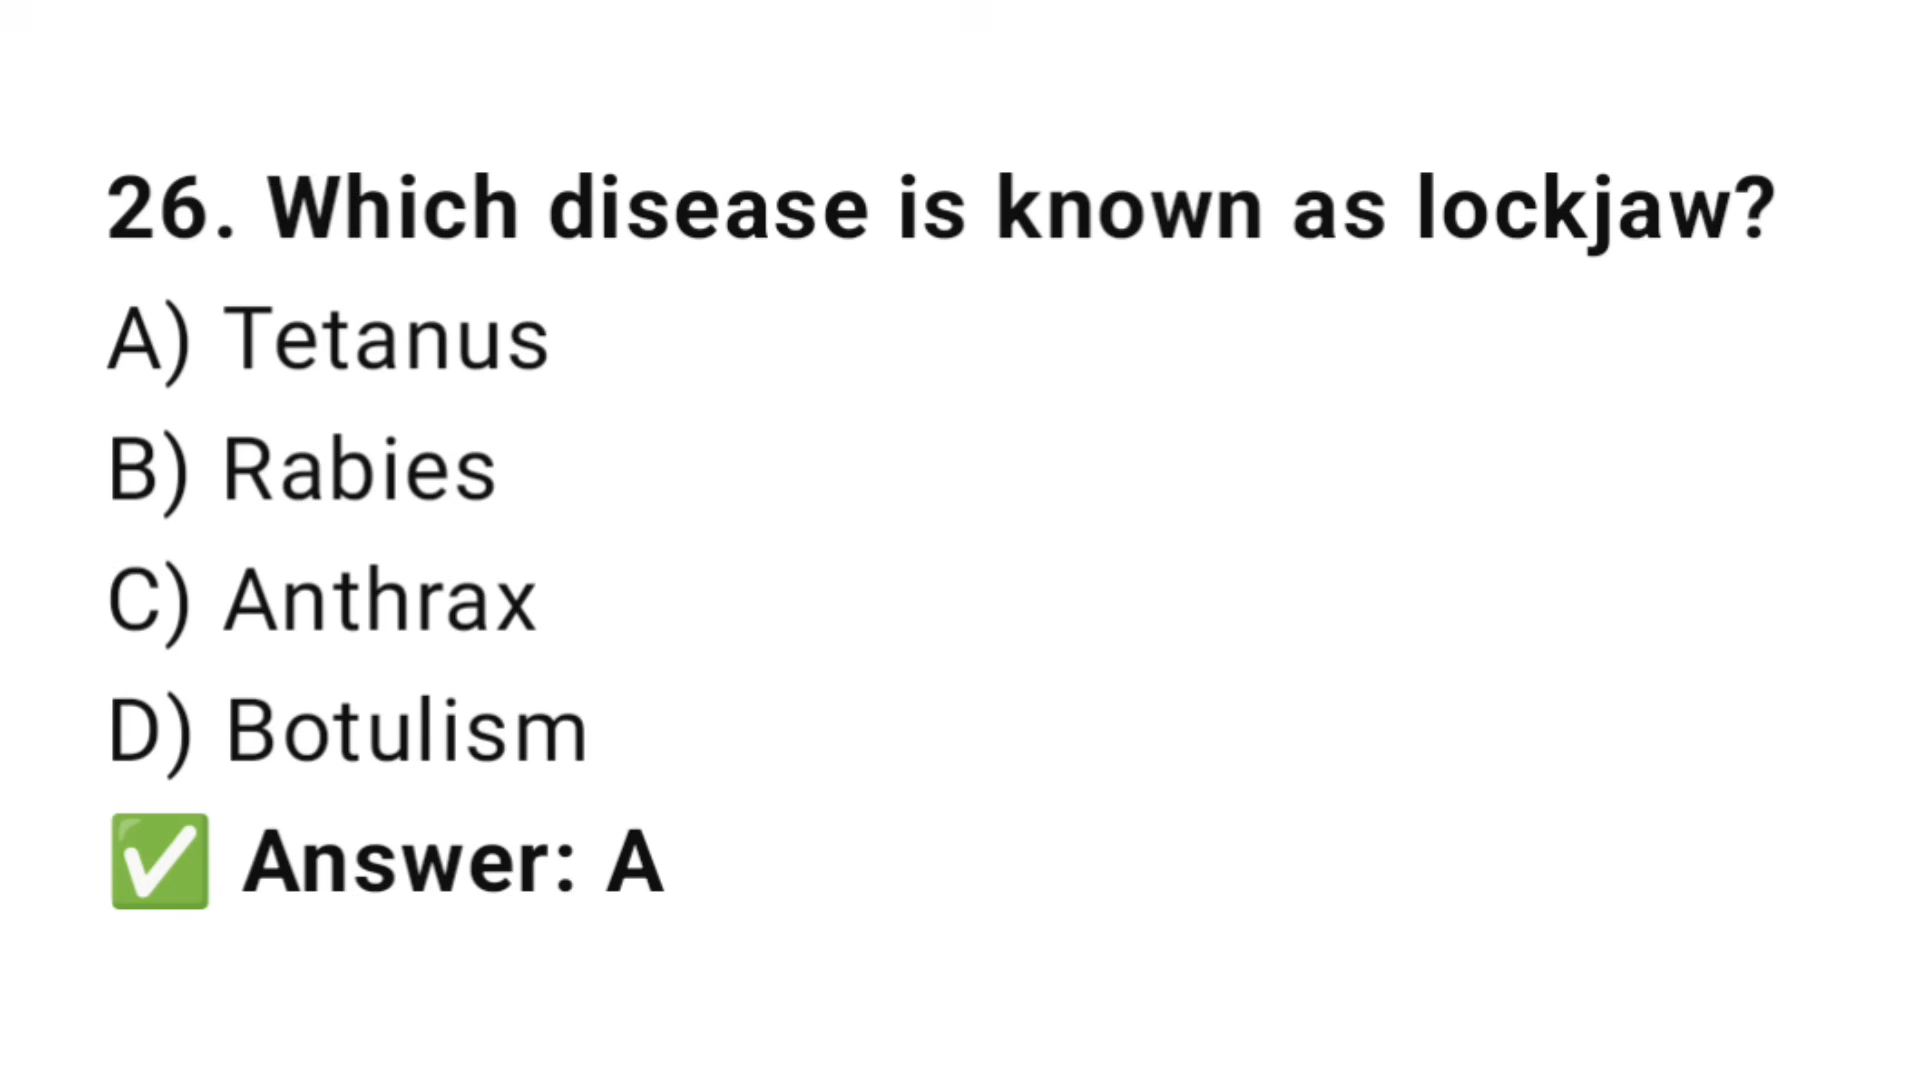 26. Which disease is known as lockjaw?
A) Tetanus
B) Rabies
C) Anthrax
D) Botulism
✅ Answer: A